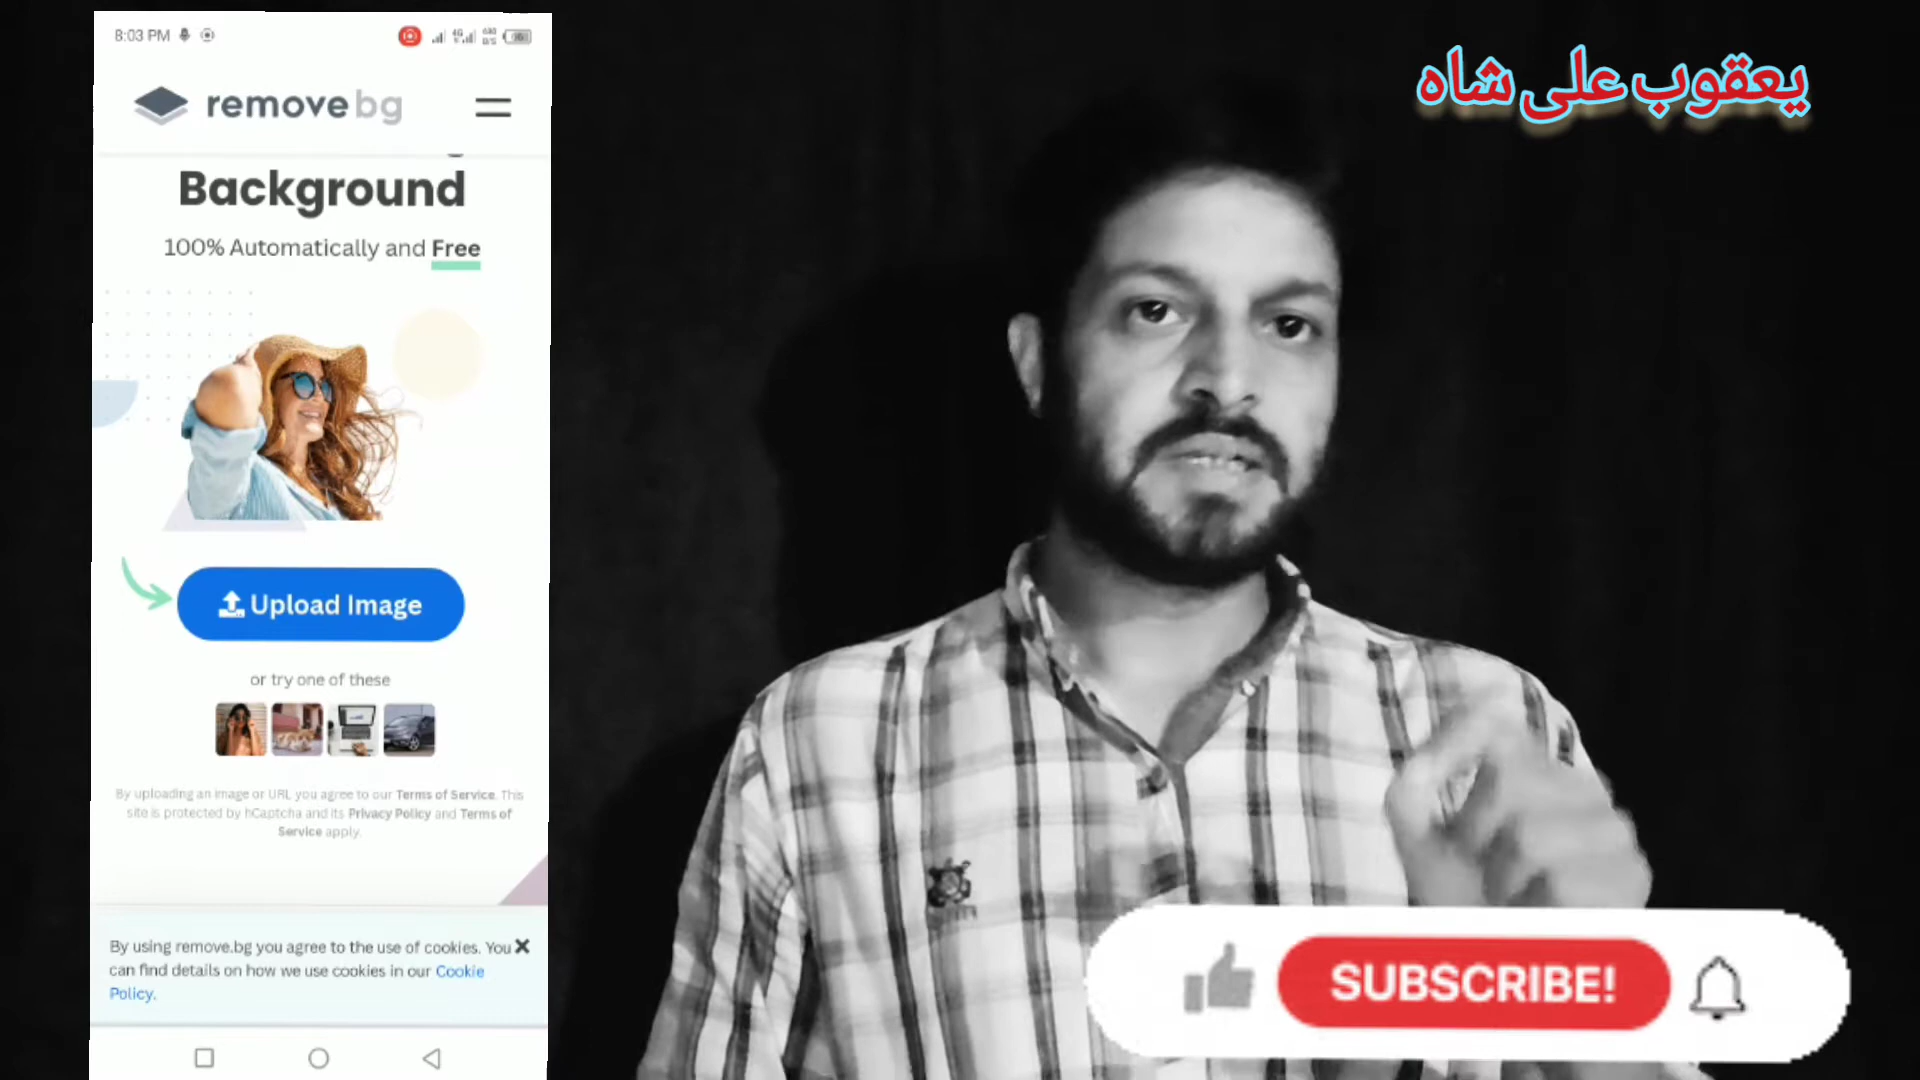 8:03 PM
4G
remove bg
Background
100% Automatically and Free
Upload Image
or try one of these
By uploading an image or URL you agree to our Terms of Service. This
site is protected by hCaptcha and its Privacy Policy and Terms of
Service apply.
By using remove.bg you agree to the use of cookies. You
can find details on how we use cookies in our Cookie
Policy.
یعقوب علی شاہ
SUBSCRIBE!